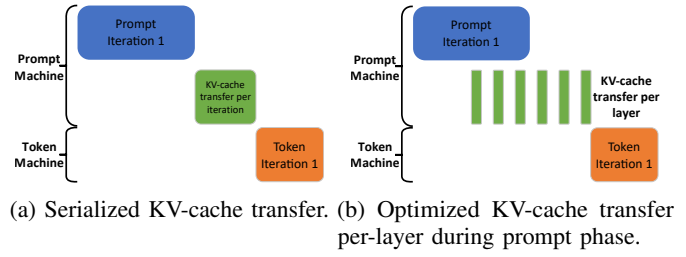 Prompt
Iteration 1
Prompt
Machine
KV-cache
transfer per
iteration
Token
Machine
Token
Iteration 1
(a) Serialized KV-cache transfer.
Prompt
Iteration 1
Prompt
Machine
KV-cache
transfer per
layer
Token
Machine
Token
Iteration 1
(b) Optimized KV-cache transfer
per-layer during prompt phase.